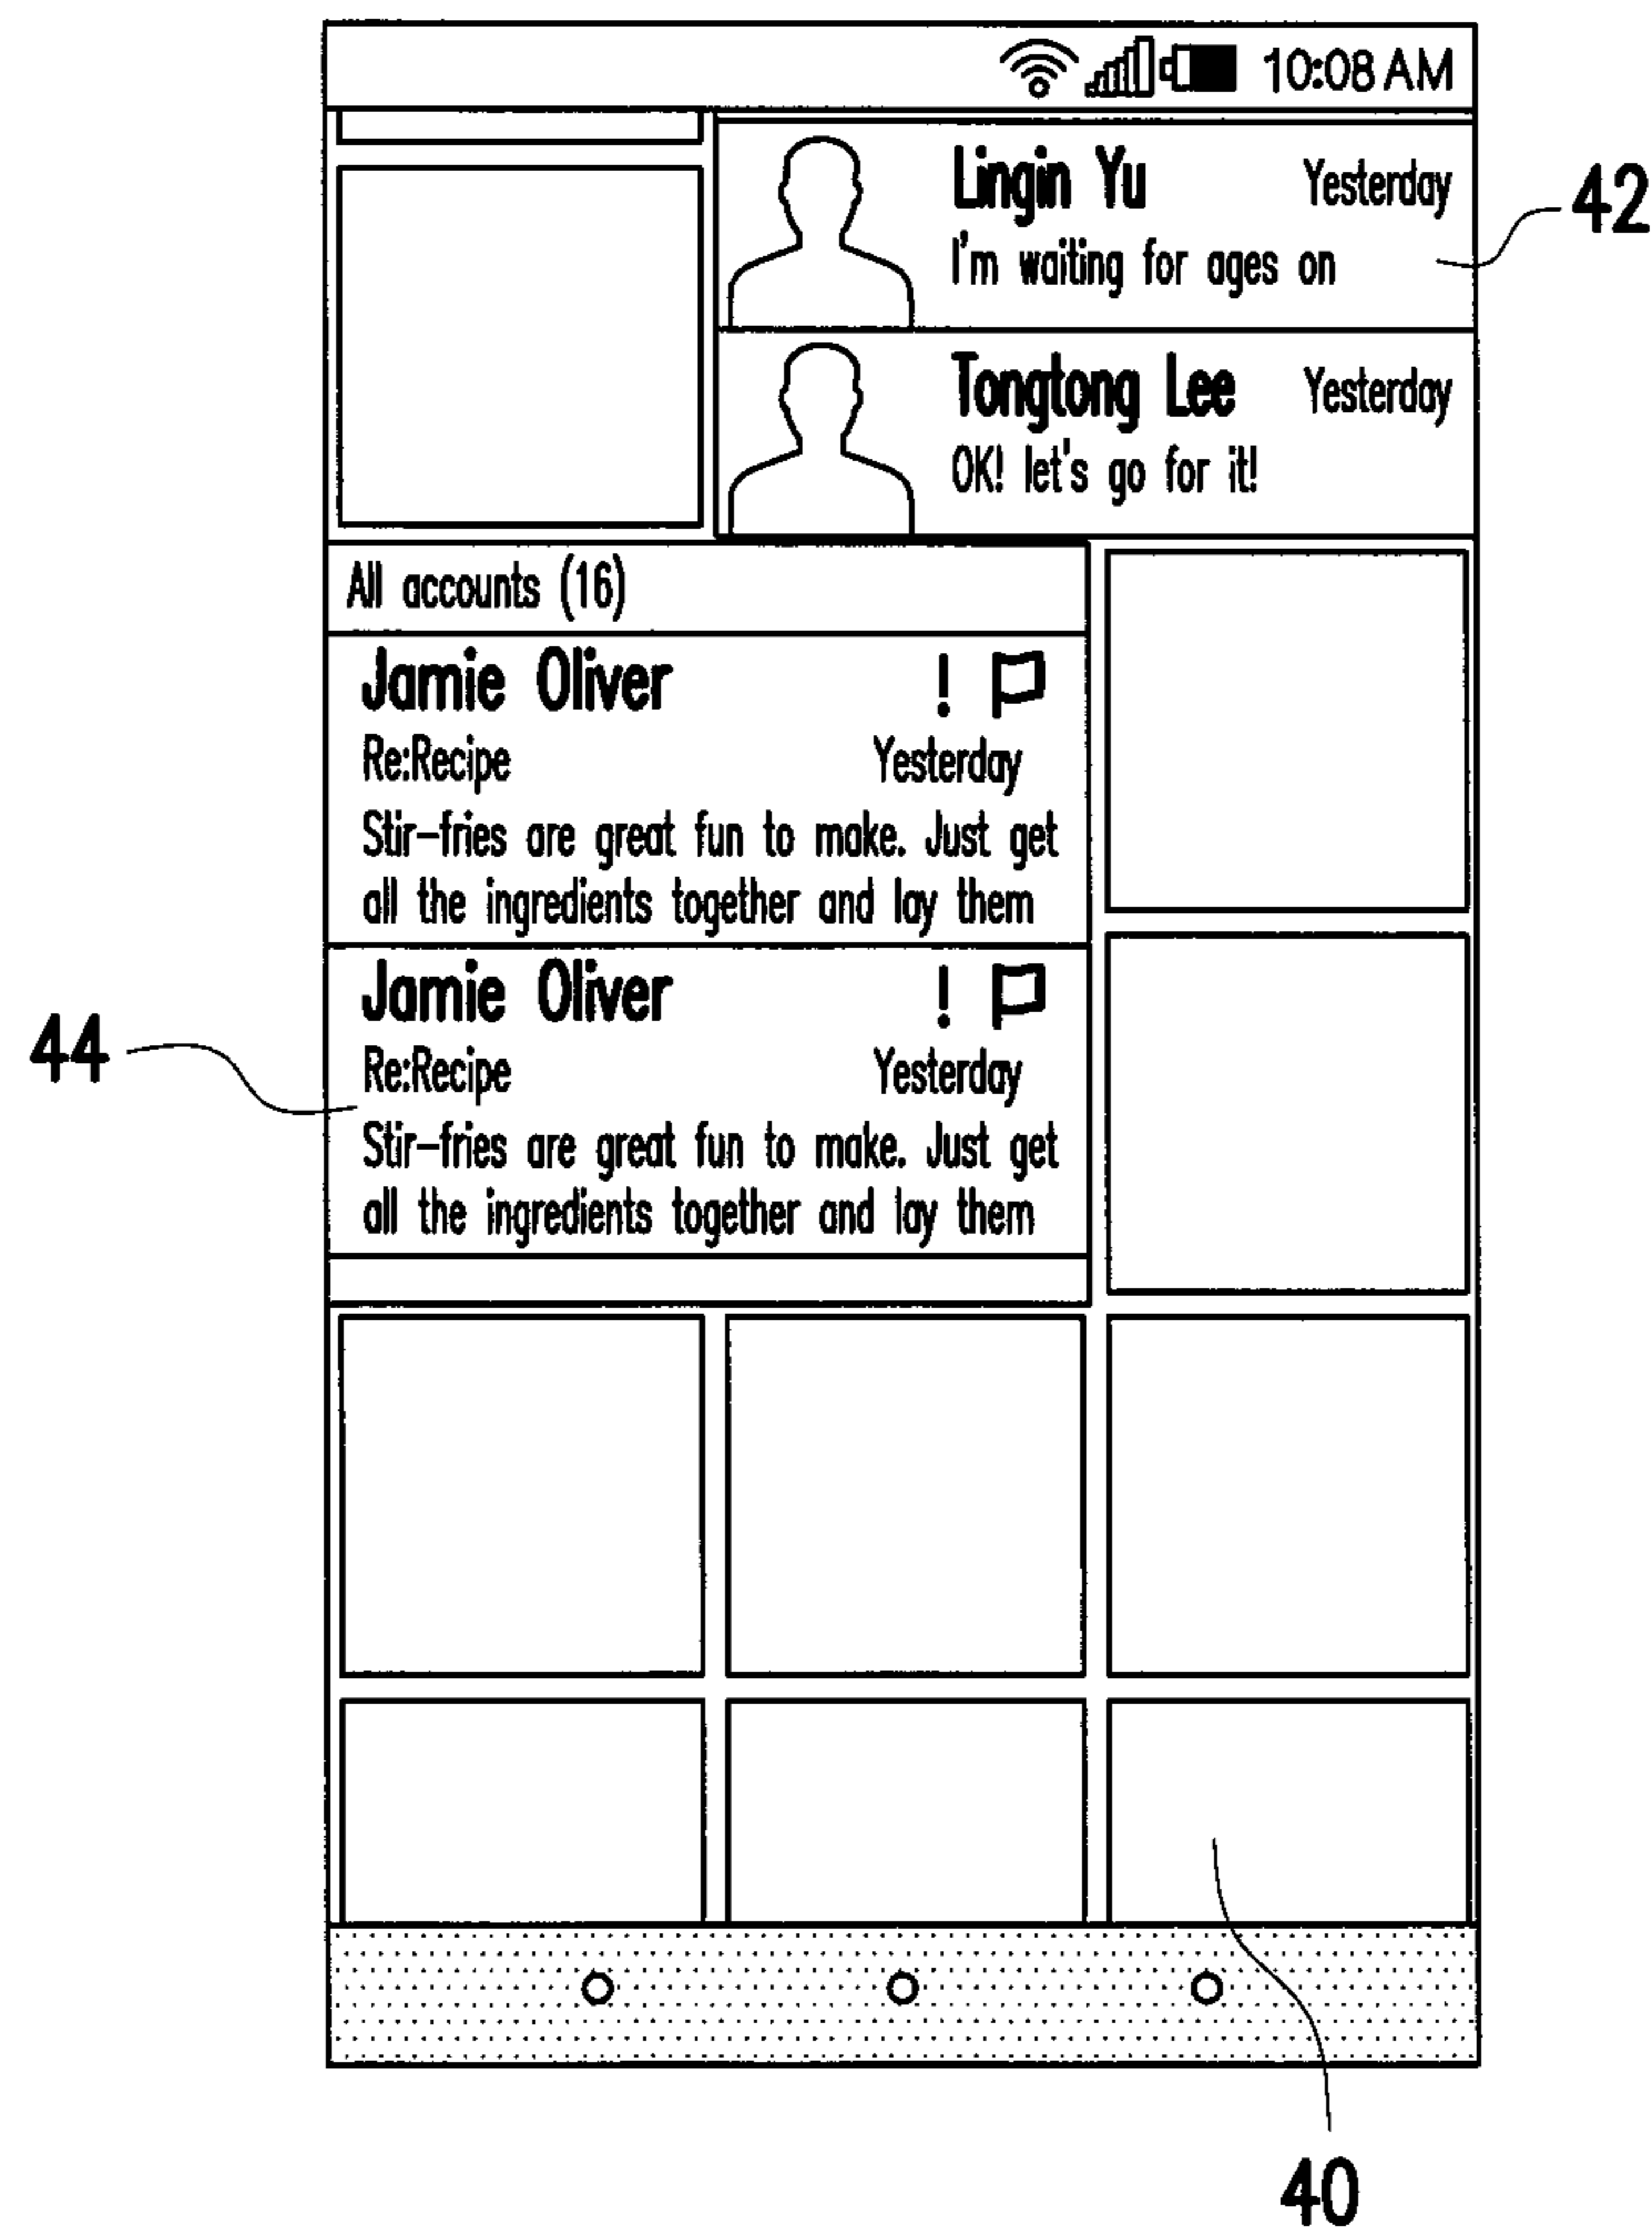 10:08 AM
Lingin Yu Yesterday
I'm waiting for ages on
42
Tongtong Lee Yesterday
OK! let's go for it!
All accounts (16)
Jamie Oliver !
Re:Recipe Yesterday
Stir-fries are great fun to make. Just get
all the ingredients together and lay them
Jamie Oliver !
44
Re:Recipe Yesterday
Stir-fries are great fun to make. Just get
all the ingredients together and lay them
40